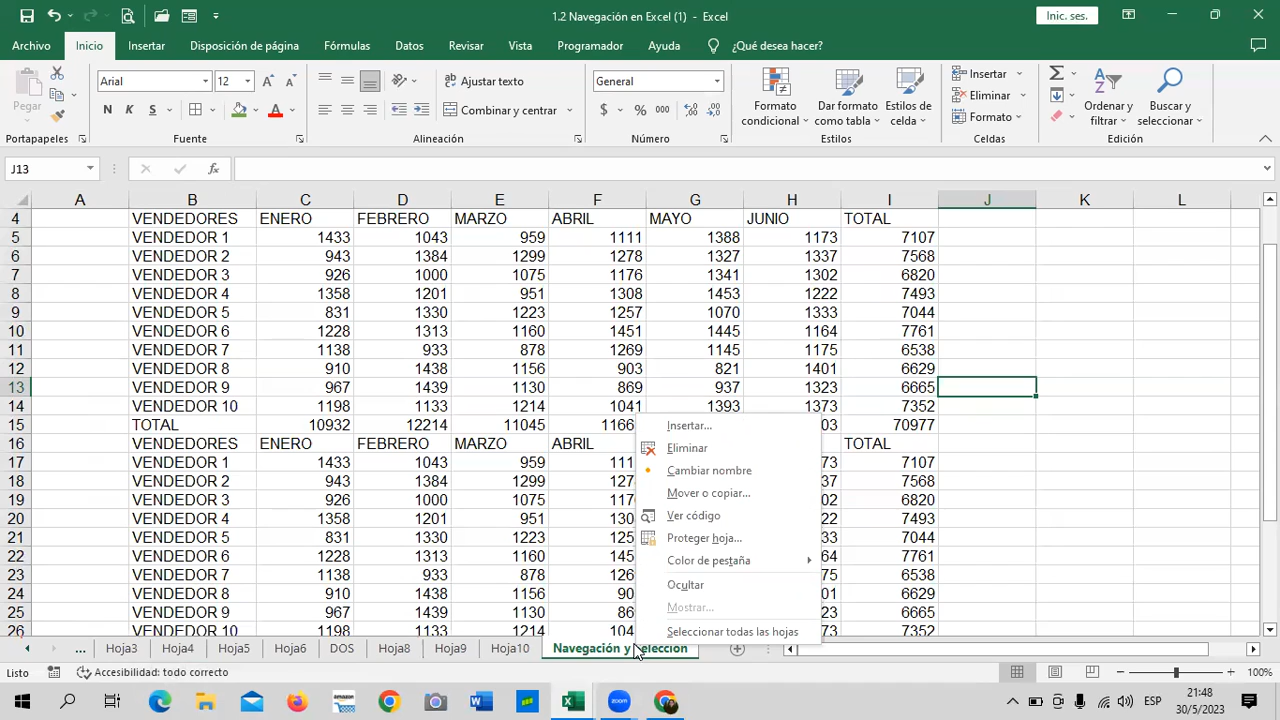 1.2 Navegación en Excel (1) - Excel
Inic. ses.
Archivo Inicio Insertar Disposición de página Fórmulas Datos Revisar Vista Programador Ayuda ¿Qué desea hacer?
Pegar
Arial 12
N K S
Ajustar texto
Combinar y centrar
General
$ % 000
Formato condicional
Dar formato como tabla
Estilos de celda
Insertar
Eliminar
Formato
Ordenar y filtrar
Buscar y seleccionar
Portapapeles Fuente Alineación Número Estilos Celdas Edición
J13 fx
A B C D E F G H I J K L
4 VENDEDORES ENERO FEBRERO MARZO ABRIL MAYO JUNIO TOTAL
5 VENDEDOR 1 1433 1043 959 1111 1388 1173 7107
6 VENDEDOR 2 943 1384 1299 1278 1327 1337 7568
7 VENDEDOR 3 926 1000 1075 1176 1341 1302 6820
8 VENDEDOR 4 1358 1201 951 1308 1453 1222 7493
9 VENDEDOR 5 831 1330 1223 1257 1070 1333 7044
10 VENDEDOR 6 1228 1313 1160 1451 1445 1164 7761
11 VENDEDOR 7 1138 933 878 1269 1145 1175 6538
12 VENDEDOR 8 910 1438 1156 903 821 1401 6629
13 VENDEDOR 9 967 1439 1130 869 937 1323 6665
14 VENDEDOR 10 1198 1133 1214 1041 1393 1373 7352
15 TOTAL 10932 12214 11045 1166 03 70977
16 VENDEDORES ENERO FEBRERO MARZO ABRIL TOTAL
17 VENDEDOR 1 1433 1043 959 111 73 7107
18 VENDEDOR 2 943 1384 1299 127 37 7568
19 VENDEDOR 3 926 1000 1075 117 02 6820
20 VENDEDOR 4 1358 1201 951 130 22 7493
21 VENDEDOR 5 831 1330 1223 125 33 7044
22 VENDEDOR 6 1228 1313 1160 145 64 7761
23 VENDEDOR 7 1138 933 878 126 75 6538
24 VENDEDOR 8 910 1438 1156 90 01 6629
25 VENDEDOR 9 967 1439 1130 86 23 6665
26 VENDEDOR 10 1198 1133 1214 104 73 7352
Insertar...
Eliminar
Cambiar nombre
Mover o copiar...
Ver código
Proteger hoja...
Color de pestaña
Ocultar
Mostrar...
Seleccionar todas las hojas
... Hoja3 Hoja4 Hoja5 Hoja6 DOS Hoja8 Hoja9 Hoja10 Navegación y selección
Listo Accesibilidad: todo correcto 100%
ESP
21:48
30/5/2023